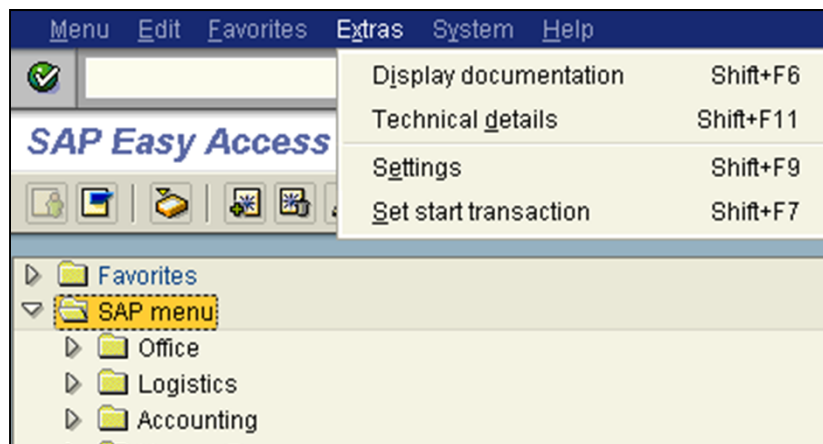 Menu Edit Favorites Extras System Help
Display documentation Shift+F6
Technical details Shift+F11
SAP Easy Access
Settings Shift+F9
Set start transaction Shift+F7
Favorites
SAP menu
Office
Logistics
Accounting